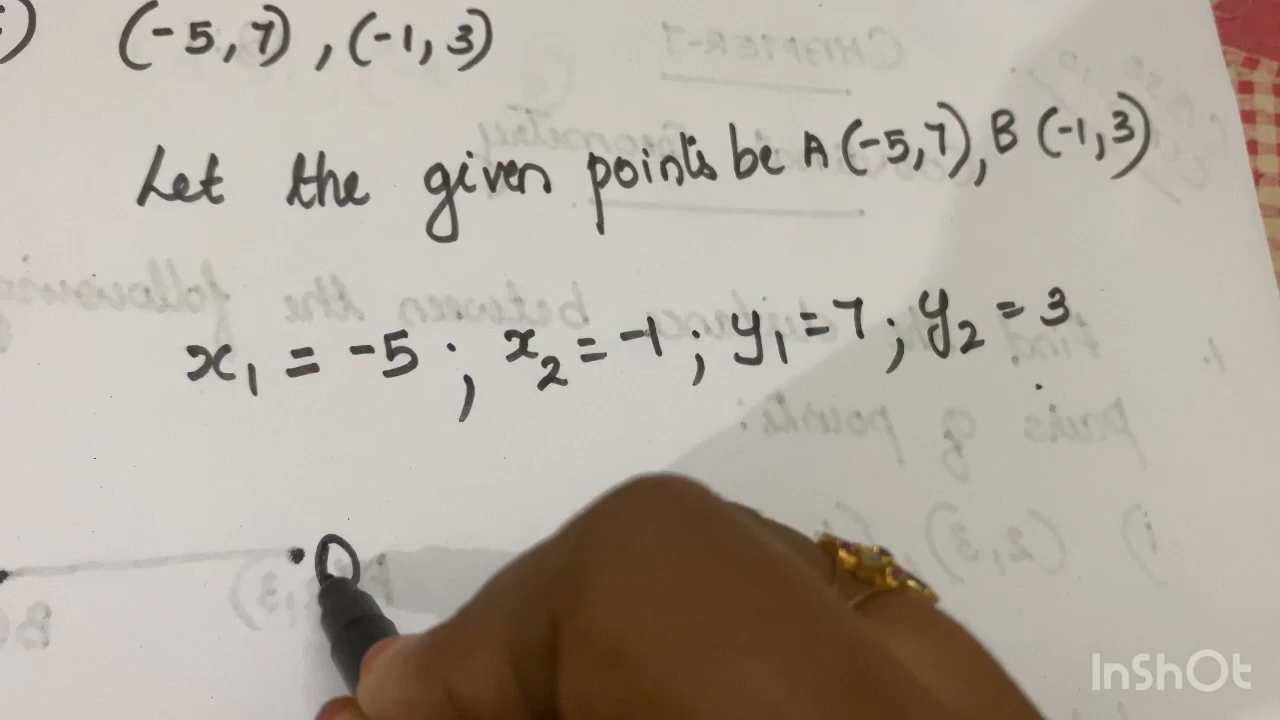 (-5, 7) , (-1, 3)
Let the given points be A(-5,7), B (-1,3)
x₁ = -5 ; x₂ = -1 ; y₁ = 7 ; y₂ = 3
InShOt